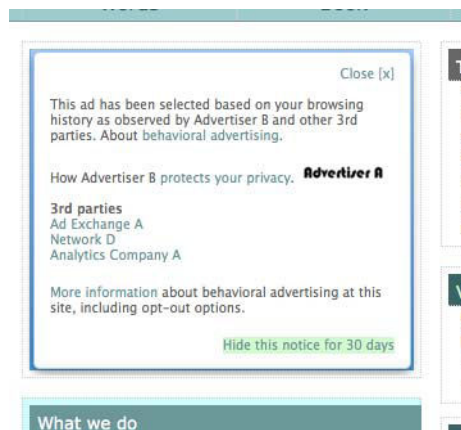 Close [x]
This ad has been selected based on your browsing
history as observed by Advertiser B and other 3rd
parties. About behavioral advertising.
How Advertiser B protects your privacy. Advertiser A
3rd parties
Ad Exchange A
Network D
Analytics Company A
More information about behavioral advertising at this
site, including opt-out options.
Hide this notice for 30 days
What we do